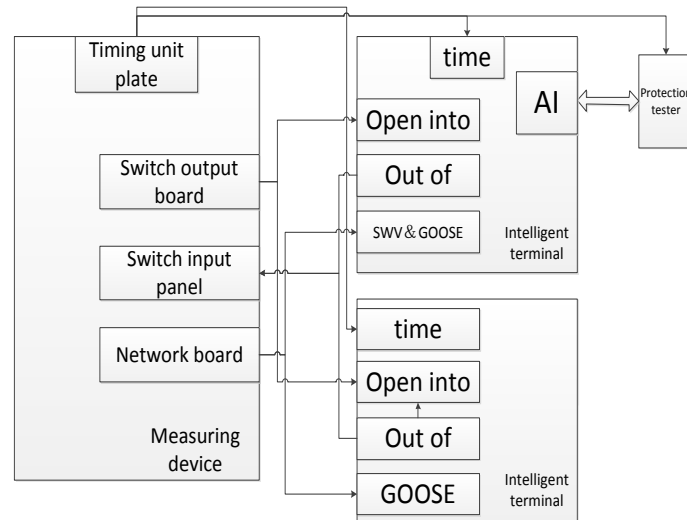 Timing unit
plate
Switch output
board
Switch input
panel
Network board
Measuring
device
time
AI
Open into
Out of
SWV & GOOSE
Intelligent
terminal
Protection
tester
time
Open into
Out of
GOOSE
Intelligent
terminal